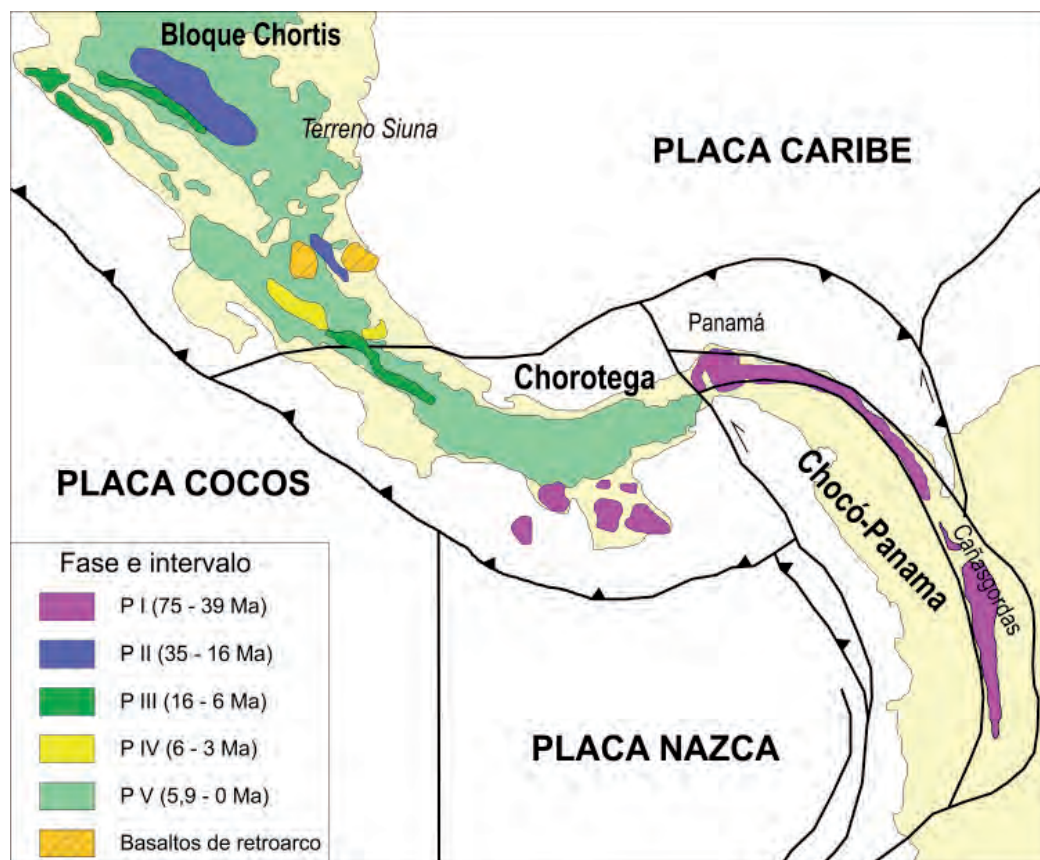 Bloque Chortis
Terreno Siuna
PLACA CARIBE
Panamá
Chorotega
PLACA COCOS
Chocó-Panama
Cañasgordas
PLACA NAZCA
Fase e intervalo
P I (75 - 39 Ma)
P II (35 - 16 Ma)
P III (16 - 6 Ma)
P IV (6 - 3 Ma)
P V (5,9 - 0 Ma)
Basaltos de retroarco